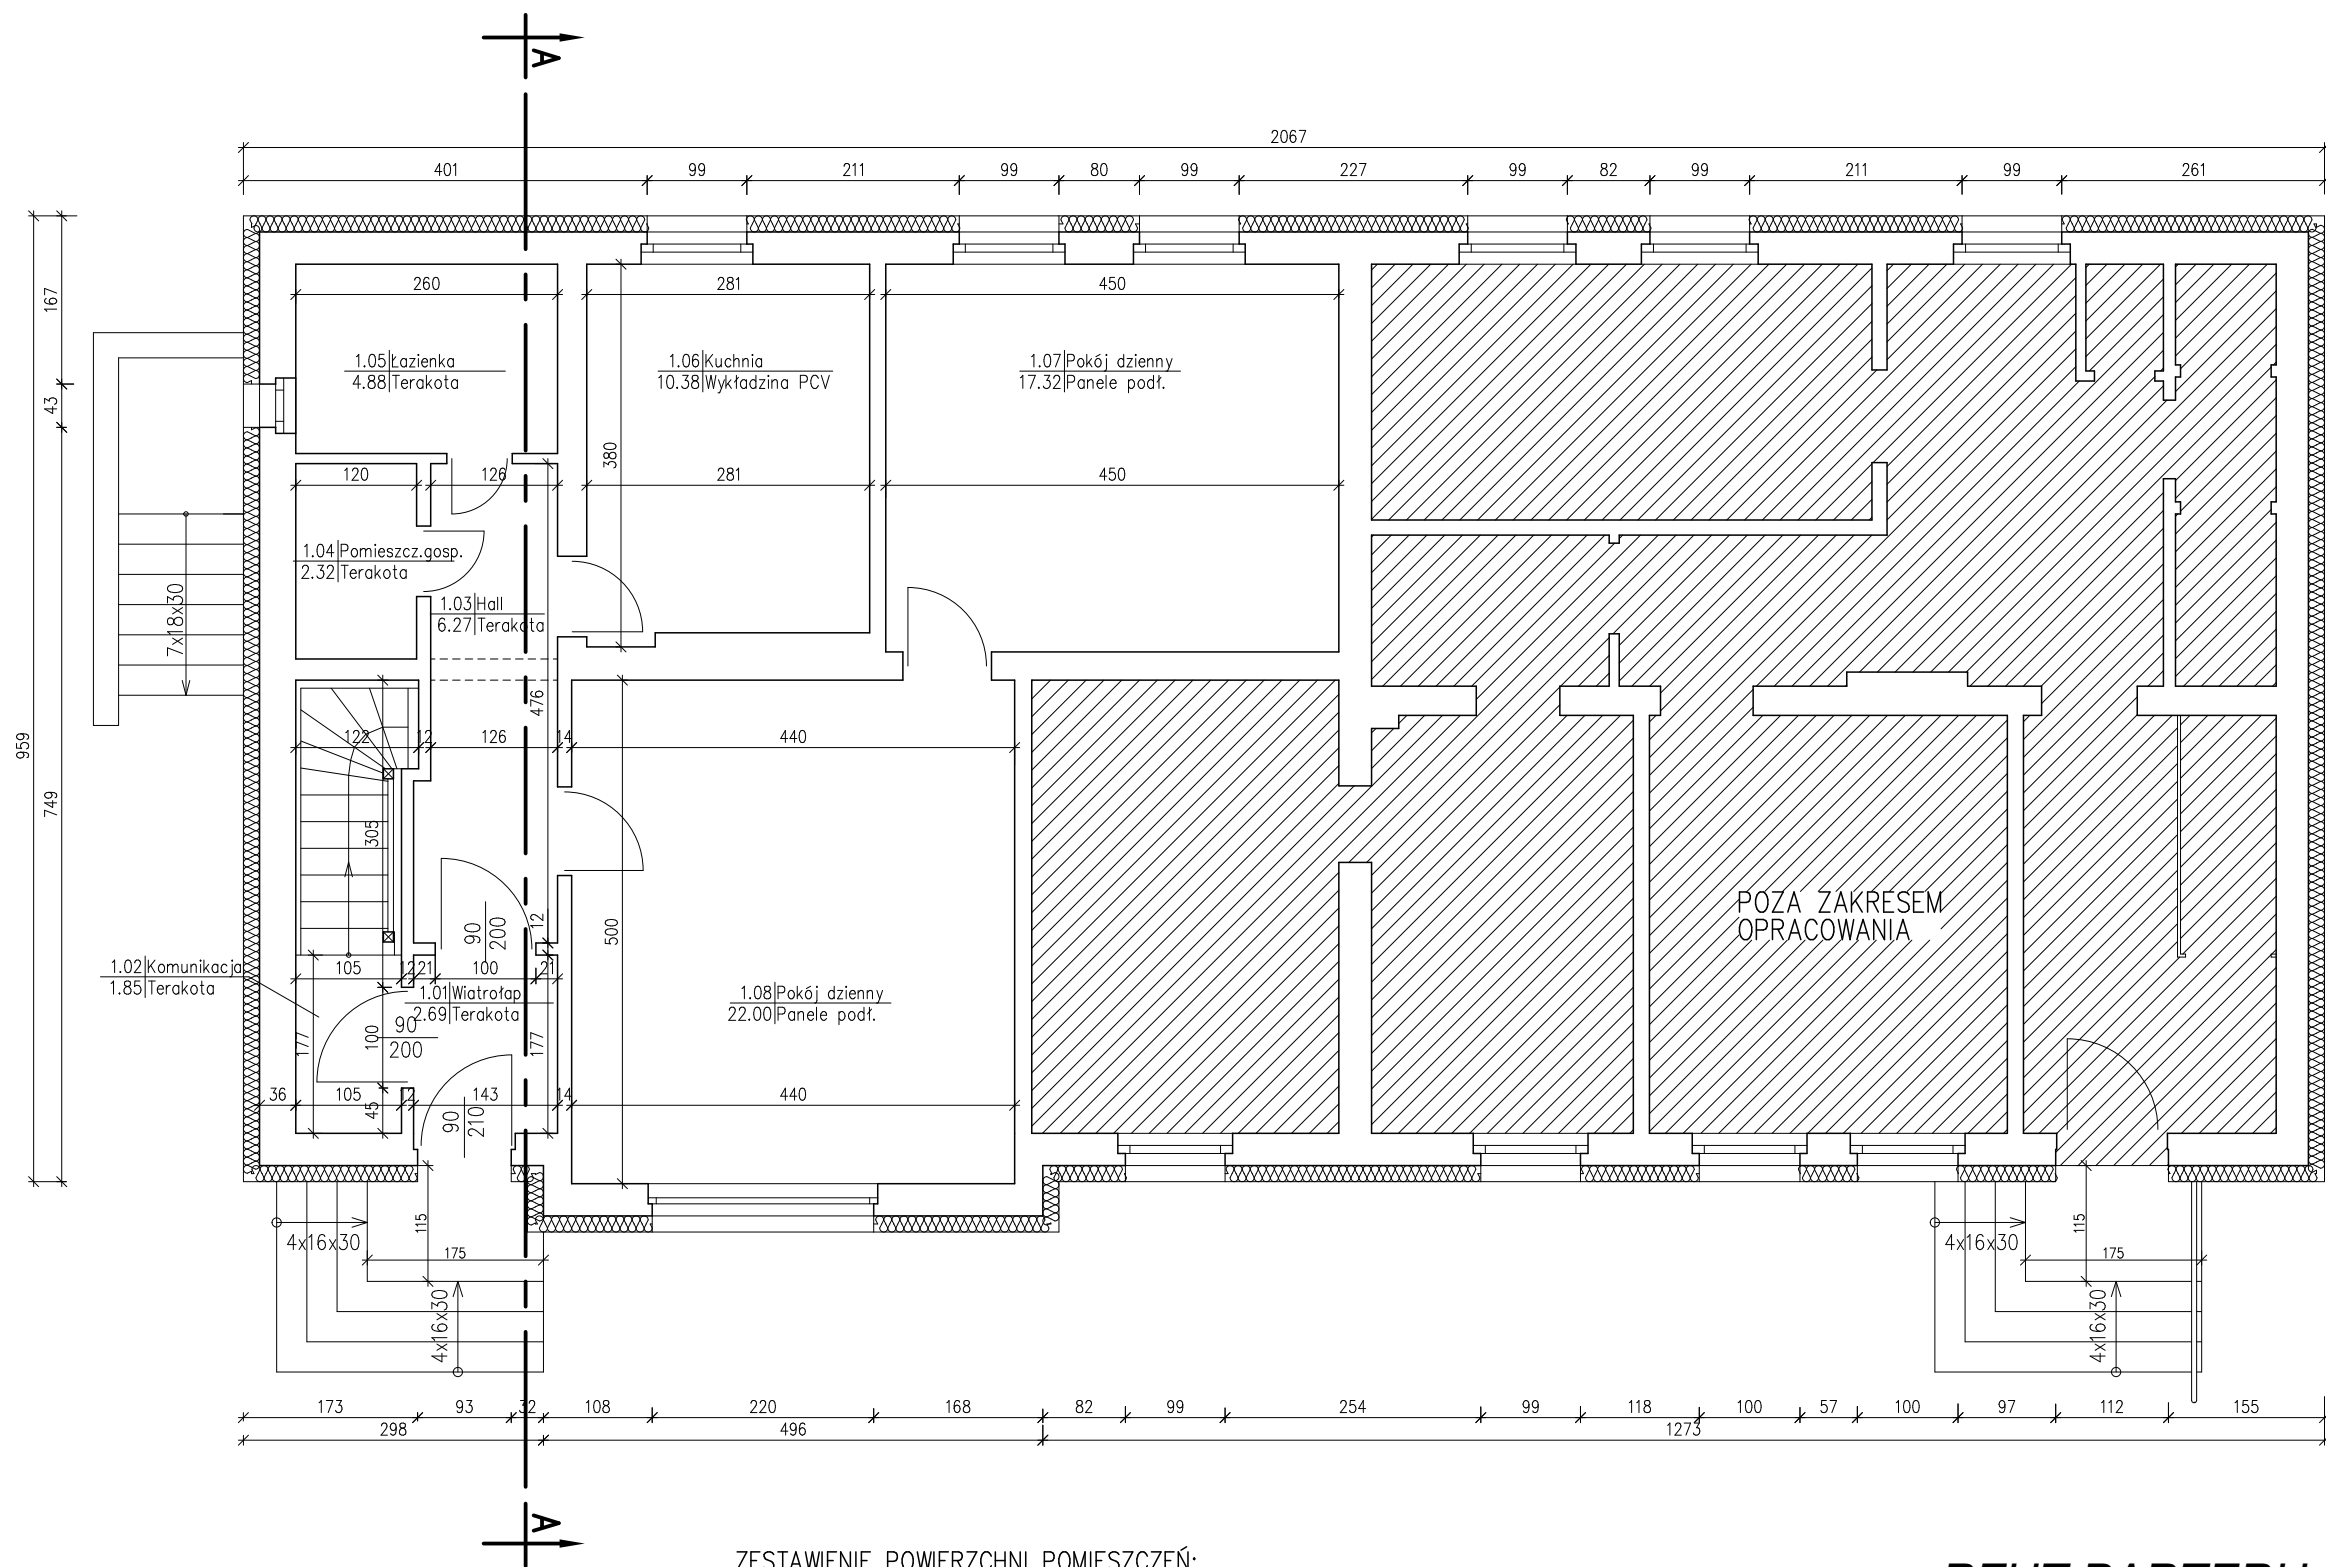 A
2067
401 99 211 99 80 99 227 99 82 99 211 99 261
260 281 450
167
43
959
749
1.05 Łazienka
4.88 Terakota
1.06 Kuchnia
10.38 Wykładzina PCV
1.07 Pokój dzienny
17.32 Panele podł.
380
120 126 281 450
1.04 Pomieszcz.gosp.
2.32 Terakota
1.03 Hall
6.27 Terakota
7x18x30
476
122 12 126 14 440
305
500
12
90
200
POZA ZAKRESEM
OPRACOWANIA
1.02 Komunikacja
1.85 Terakota
105 12 21 100 21
1.01 Wiatrołap
2.69 Terakota
1.08 Pokój dzienny
22.00 Panele podł.
90
200
177
100
177
36 105 12 143 14 440
45
90
210
115
175
4x16x30
4x16x30
115
175
4x16x30
4x16x30
173 93 32 108 220 168 82 99 254 99 118 100 57 100 97 112 155
298 496 1273
A
ZESTAWIENIE POWIERZCHNI POMIESZCZEŃ: